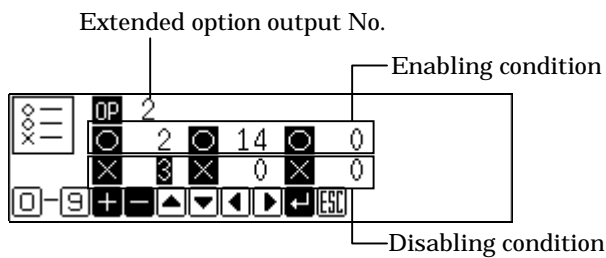 Extended option output No.
Enabling condition
OP 2
○ 2 ○ 14 ○ 0
× 3 × 0 × 0
0-9 + - ▲ ▼ ◀ ▶ ↵ ESC
Disabling condition